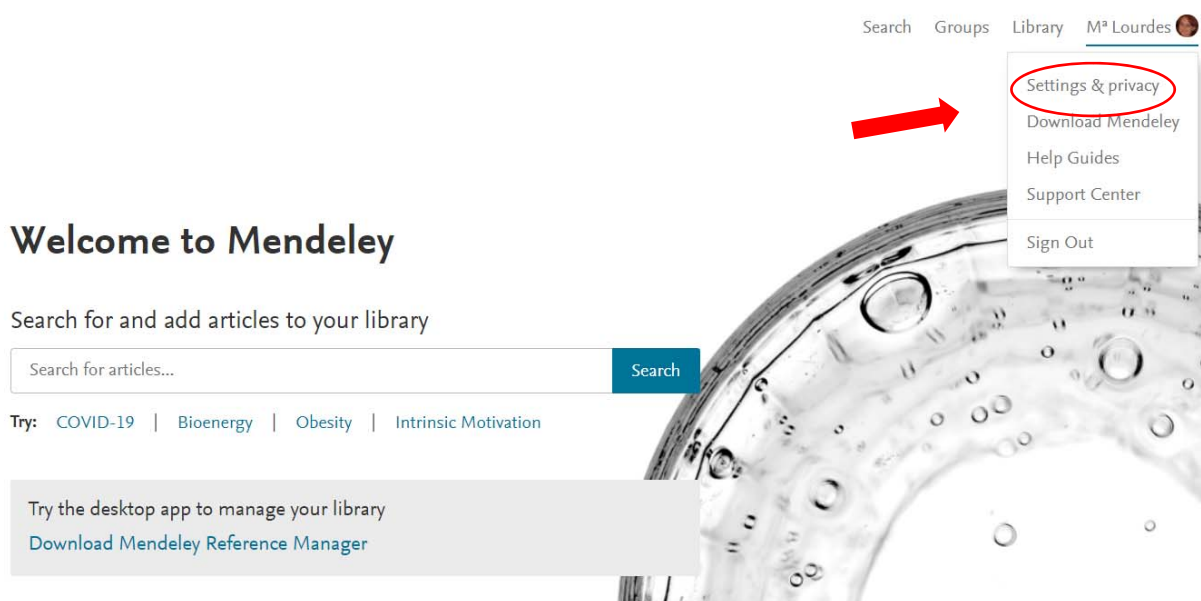 Search Groups Library Mª Lourdes
Settings & privacy
Download Mendeley
Help Guides
Support Center
Sign Out
Welcome to Mendeley
Search for and add articles to your library
Search for articles... Search
Try: COVID-19 | Bioenergy | Obesity | Intrinsic Motivation
Try the desktop app to manage your library
Download Mendeley Reference Manager